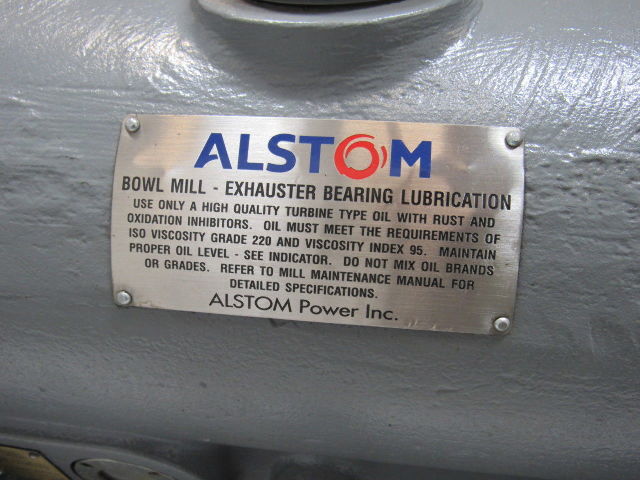 ALSTOM
BOWL MILL - EXHAUSTER BEARING LUBRICATION
USE ONLY A HIGH QUALITY TURBINE TYPE OIL WITH RUST AND
OXIDATION INHIBITORS. OIL MUST MEET THE REQUIREMENTS OF
ISO VISCOSITY GRADE 220 AND VISCOSITY INDEX 95. MAINTAIN
PROPER OIL LEVEL - SEE INDICATOR. DO NOT MIX OIL BRANDS
OR GRADES. REFER TO MILL MAINTENANCE MANUAL FOR
DETAILED SPECIFICATIONS.
ALSTOM Power Inc.